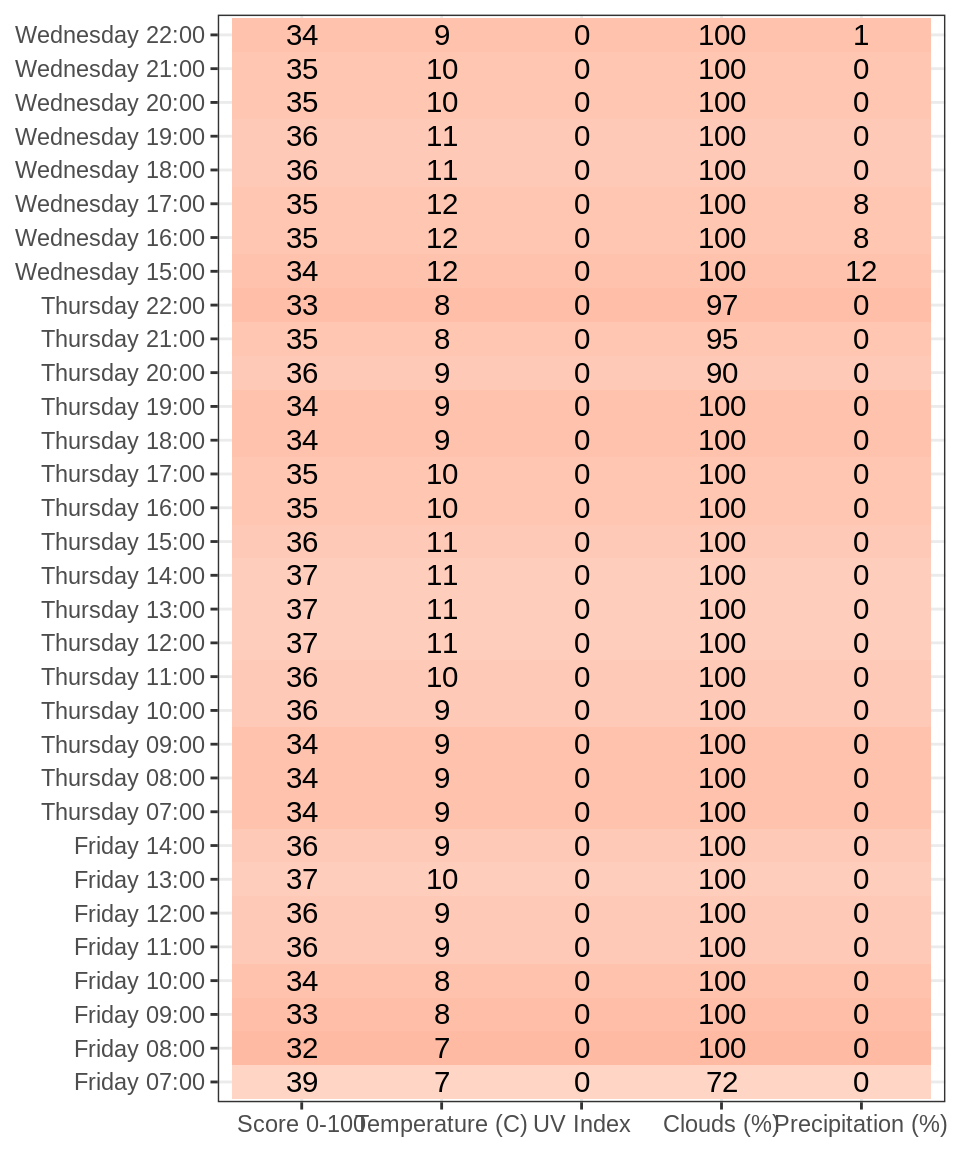 Wednesday 22:00 34 9 0 100 1
Wednesday 21:00 35 10 0 100 0
Wednesday 20:00 35 10 0 100 0
Wednesday 19:00 36 11 0 100 0
Wednesday 18:00 36 11 0 100 0
Wednesday 17:00 35 12 0 100 8
Wednesday 16:00 35 12 0 100 8
Wednesday 15:00 34 12 0 100 12
Thursday 22:00 33 8 0 97 0
Thursday 21:00 35 8 0 95 0
Thursday 20:00 36 9 0 90 0
Thursday 19:00 34 9 0 100 0
Thursday 18:00 34 9 0 100 0
Thursday 17:00 35 10 0 100 0
Thursday 16:00 35 10 0 100 0
Thursday 15:00 36 11 0 100 0
Thursday 14:00 37 11 0 100 0
Thursday 13:00 37 11 0 100 0
Thursday 12:00 37 11 0 100 0
Thursday 11:00 36 10 0 100 0
Thursday 10:00 36 9 0 100 0
Thursday 09:00 34 9 0 100 0
Thursday 08:00 34 9 0 100 0
Thursday 07:00 34 9 0 100 0
Friday 14:00 36 9 0 100 0
Friday 13:00 37 10 0 100 0
Friday 12:00 36 9 0 100 0
Friday 11:00 36 9 0 100 0
Friday 10:00 34 8 0 100 0
Friday 09:00 33 8 0 100 0
Friday 08:00 32 7 0 100 0
Friday 07:00 39 7 0 72 0
Score 0-100 Temperature (C) UV Index Clouds (%) Precipitation (%)